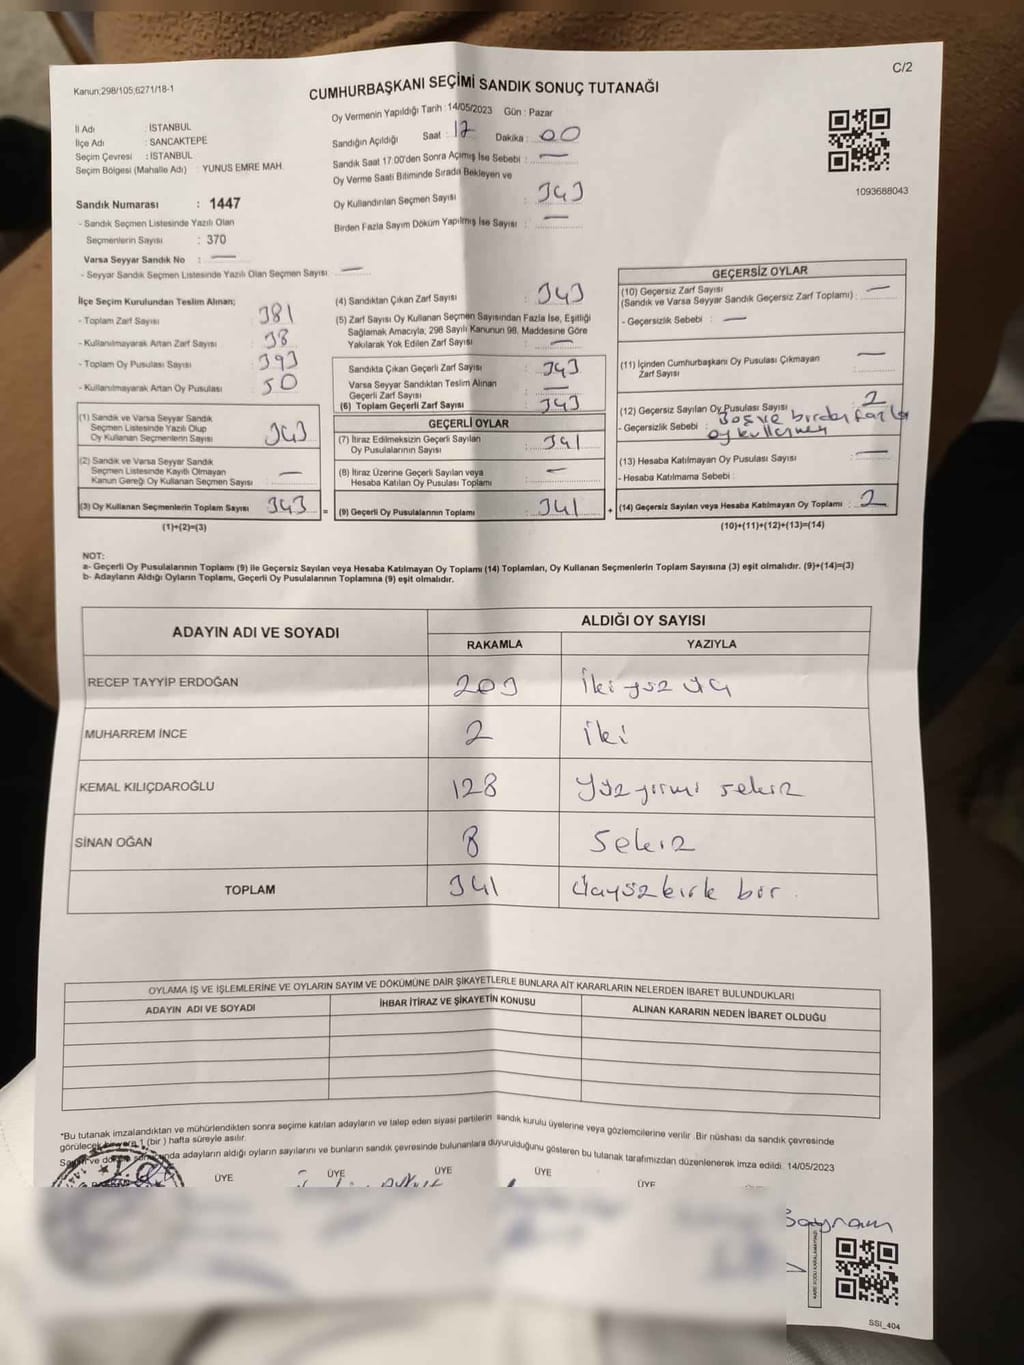 C/2
Kanun:298/105,6271/18-1
CUMHURBAŞKANI SEÇİMİ SANDIK SONUÇ TUTANAĞI
Oy Vermenin Yapıldığı Tarih : 14/05/2023 Gün : Pazar
İl Adı : İSTANBUL
İlçe Adı : SANCAKTEPE
Seçim Çevresi : İSTANBUL
Seçim Bölgesi (Mahalle Adı) : YUNUS EMRE MAH.
Sandığın Açıldığı Saat : 17 Dakika : 00
Sandık Saat 17.00'den Sonra Açılmış İse Sebebi : —
Oy Verme Saati Bitiminde Sırada Bekleyen ve
Oy Kullandırılan Seçmen Sayısı : 343
Birden Fazla Sayım Döküm Yapılmış İse Sayısı : —
1093688043
Sandık Numarası : 1447
- Sandık Seçmen Listesinde Yazılı Olan
Seçmenlerin Sayısı : 370
Varsa Seyyar Sandık No : —
- Seyyar Sandık Seçmen Listesinde Yazılı Olan Seçmen Sayısı : —
İlçe Seçim Kurulundan Teslim Alınan;
- Toplam Zarf Sayısı : 381
- Kullanılmayarak Artan Zarf Sayısı : 38
- Toplam Oy Pusulası Sayısı : 393
- Kullanılmayarak Artan Oy Pusulası : 50
(1) Sandık ve Varsa Seyyar Sandık
Seçmen Listesinde Yazılı Olup
Oy Kullanan Seçmenlerin Sayısı : 343
(2) Sandık ve Varsa Seyyar Sandık
Seçmen Listesinde Kayıtlı Olmayan
Kanun Gereği Oy Kullanan Seçmen Sayısı : —
(3) Oy Kullanan Seçmenlerin Toplam Sayısı : 343
(1)+(2)=(3)
(4) Sandıktan Çıkan Zarf Sayısı : 343
(5) Zarf Sayısı Oy Kullanan Seçmen Sayısından Fazla İse, Eşitliği
Sağlamak Amacıyla, 298 Sayılı Kanunun 98. Maddesine Göre
Yakılarak Yok Edilen Zarf Sayısı : —
Sandıkta Çıkan Geçerli Zarf Sayısı : 343
Varsa Seyyar Sandıktan Teslim Alınan
Geçerli Zarf Sayısı : —
(6) Toplam Geçerli Zarf Sayısı : 343
GEÇERLİ OYLAR
(7) İtiraz Edilmeksizin Geçerli Sayılan
Oy Pusulasının Sayısı : 341
(8) İtiraz Üzerine Geçerli Sayılan veya
Hesaba Katılan Oy Pusulası Toplamı : —
= (9) Geçerli Oy Pusulalarının Toplamı : 341
GEÇERSİZ OYLAR
(10) Geçersiz Zarf Sayısı : —
(Sandık ve Varsa Seyyar Sandık Geçersiz Zarf Toplamı) :
- Geçersizlik Sebebi : —
(11) İçinden Cumhurbaşkanı Oy Pusulası Çıkmayan : —
Zarf Sayısı
(12) Geçersiz Sayılan Oy Pusulası Sayısı : 2
- Geçersizlik Sebebi : Boş ve birden fazla
oy kullanmak
(13) Hesaba Katılmayan Oy Pusulası Sayısı : —
- Hesaba Katılmama Sebebi :
+ (14) Geçersiz Sayılan veya Hesaba Katılmayan Oy Toplamı : 2
(10)+(11)+(12)+(13)=(14)
NOT:
a- Geçerli Oy Pusulalarının Toplamı (9) ile Geçersiz Sayılan veya Hesaba Katılmayan Oy Toplamı (14) Toplamları, Oy Kullanan Seçmenlerin Toplam Sayısına (3) eşit olmalıdır. (9)+(14)=(3)
b- Adayların Aldığı Oyların Toplamı, Geçerli Oy Pusulalarının Toplamına (9) eşit olmalıdır.
ADAYIN ADI VE SOYADI ALDIĞI OY SAYISI
RAKAMLA YAZIYLA
RECEP TAYYİP ERDOĞAN 203 İki yüz üç
MUHARREM İNCE 2 İki
KEMAL KILIÇDAROĞLU 128 Yüz yirmi sekiz
SİNAN OĞAN 8 Sekiz
TOPLAM 341 Üçyüzkırk bir
OYLAMA İŞ VE İŞLEMLERİNE VE OYLARIN SAYIM VE DÖKÜMÜNE DAİR ŞİKAYETLERLE BUNLARA AİT KARARLARIN NELERDEN İBARET BULUNDUKLARI
ADAYIN ADI VE SOYADI İHBAR İTİRAZ VE ŞİKAYETİN KONUSU ALINAN KARARIN NEDEN İBARET OLDUĞU
*Bu tutanak imzalandıktan ve mühürlendikten sonra seçime katılan adayların ve talep eden siyasi partilerin sandık kurulu üyelerine veya gözlemcilerine verilir. Bir nüshası da sandık çevresinde
görülecek bir yere 1 (bir) hafta süreyle asılır.
Sayım ve döküm sonunda adayların aldığı oyların sayılarını ve bunların sandık çevresinde bulunanlara duyurulduğunu gösteren bu tutanak tarafımızdan düzenlenerek imza edildi. 14/05/2023
ÜYE ÜYE ÜYE ÜYE ÜYE
Bayram
SSI_404